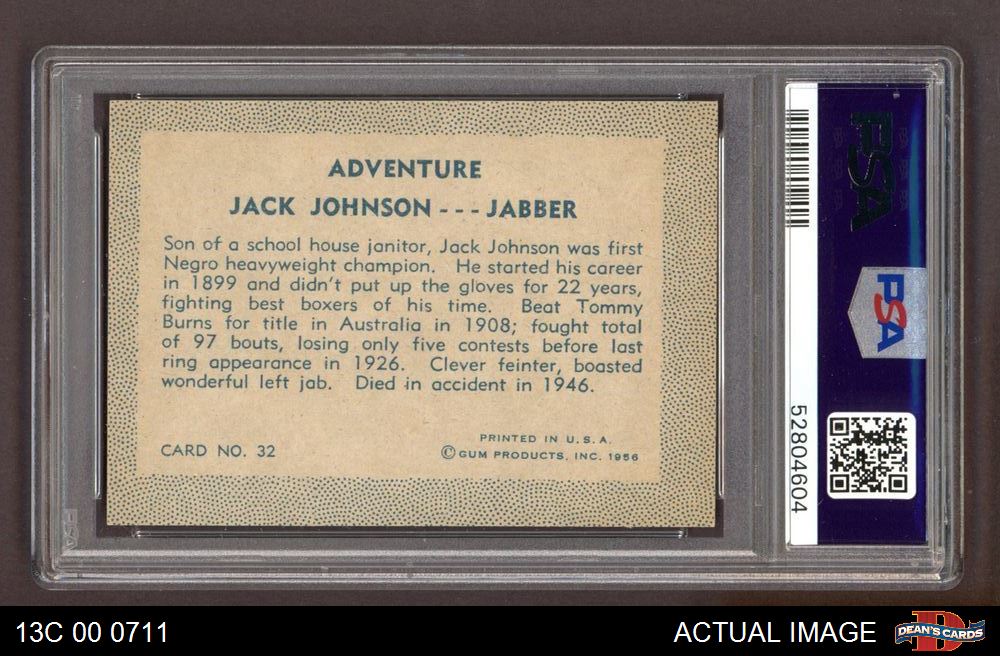 ADVENTURE
JACK JOHNSON - - - JABBER
Son of a school house janitor, Jack Johnson was first
Negro heavyweight champion. He started his career
in 1899 and didn't put up the gloves for 22 years,
fighting best boxers of his time. Beat Tommy
Burns for title in Australia in 1908; fought total
of 97 bouts, losing only five contests before last
ring appearance in 1926. Clever feinter, boasted
wonderful left jab. Died in accident in 1946.
CARD NO. 32
PRINTED IN U.S.A.
© GUM PRODUCTS, INC. 1956
PSA
PSA
52804604
PSA
13C 00 0711
ACTUAL IMAGE
D
DEAN'S CARDS